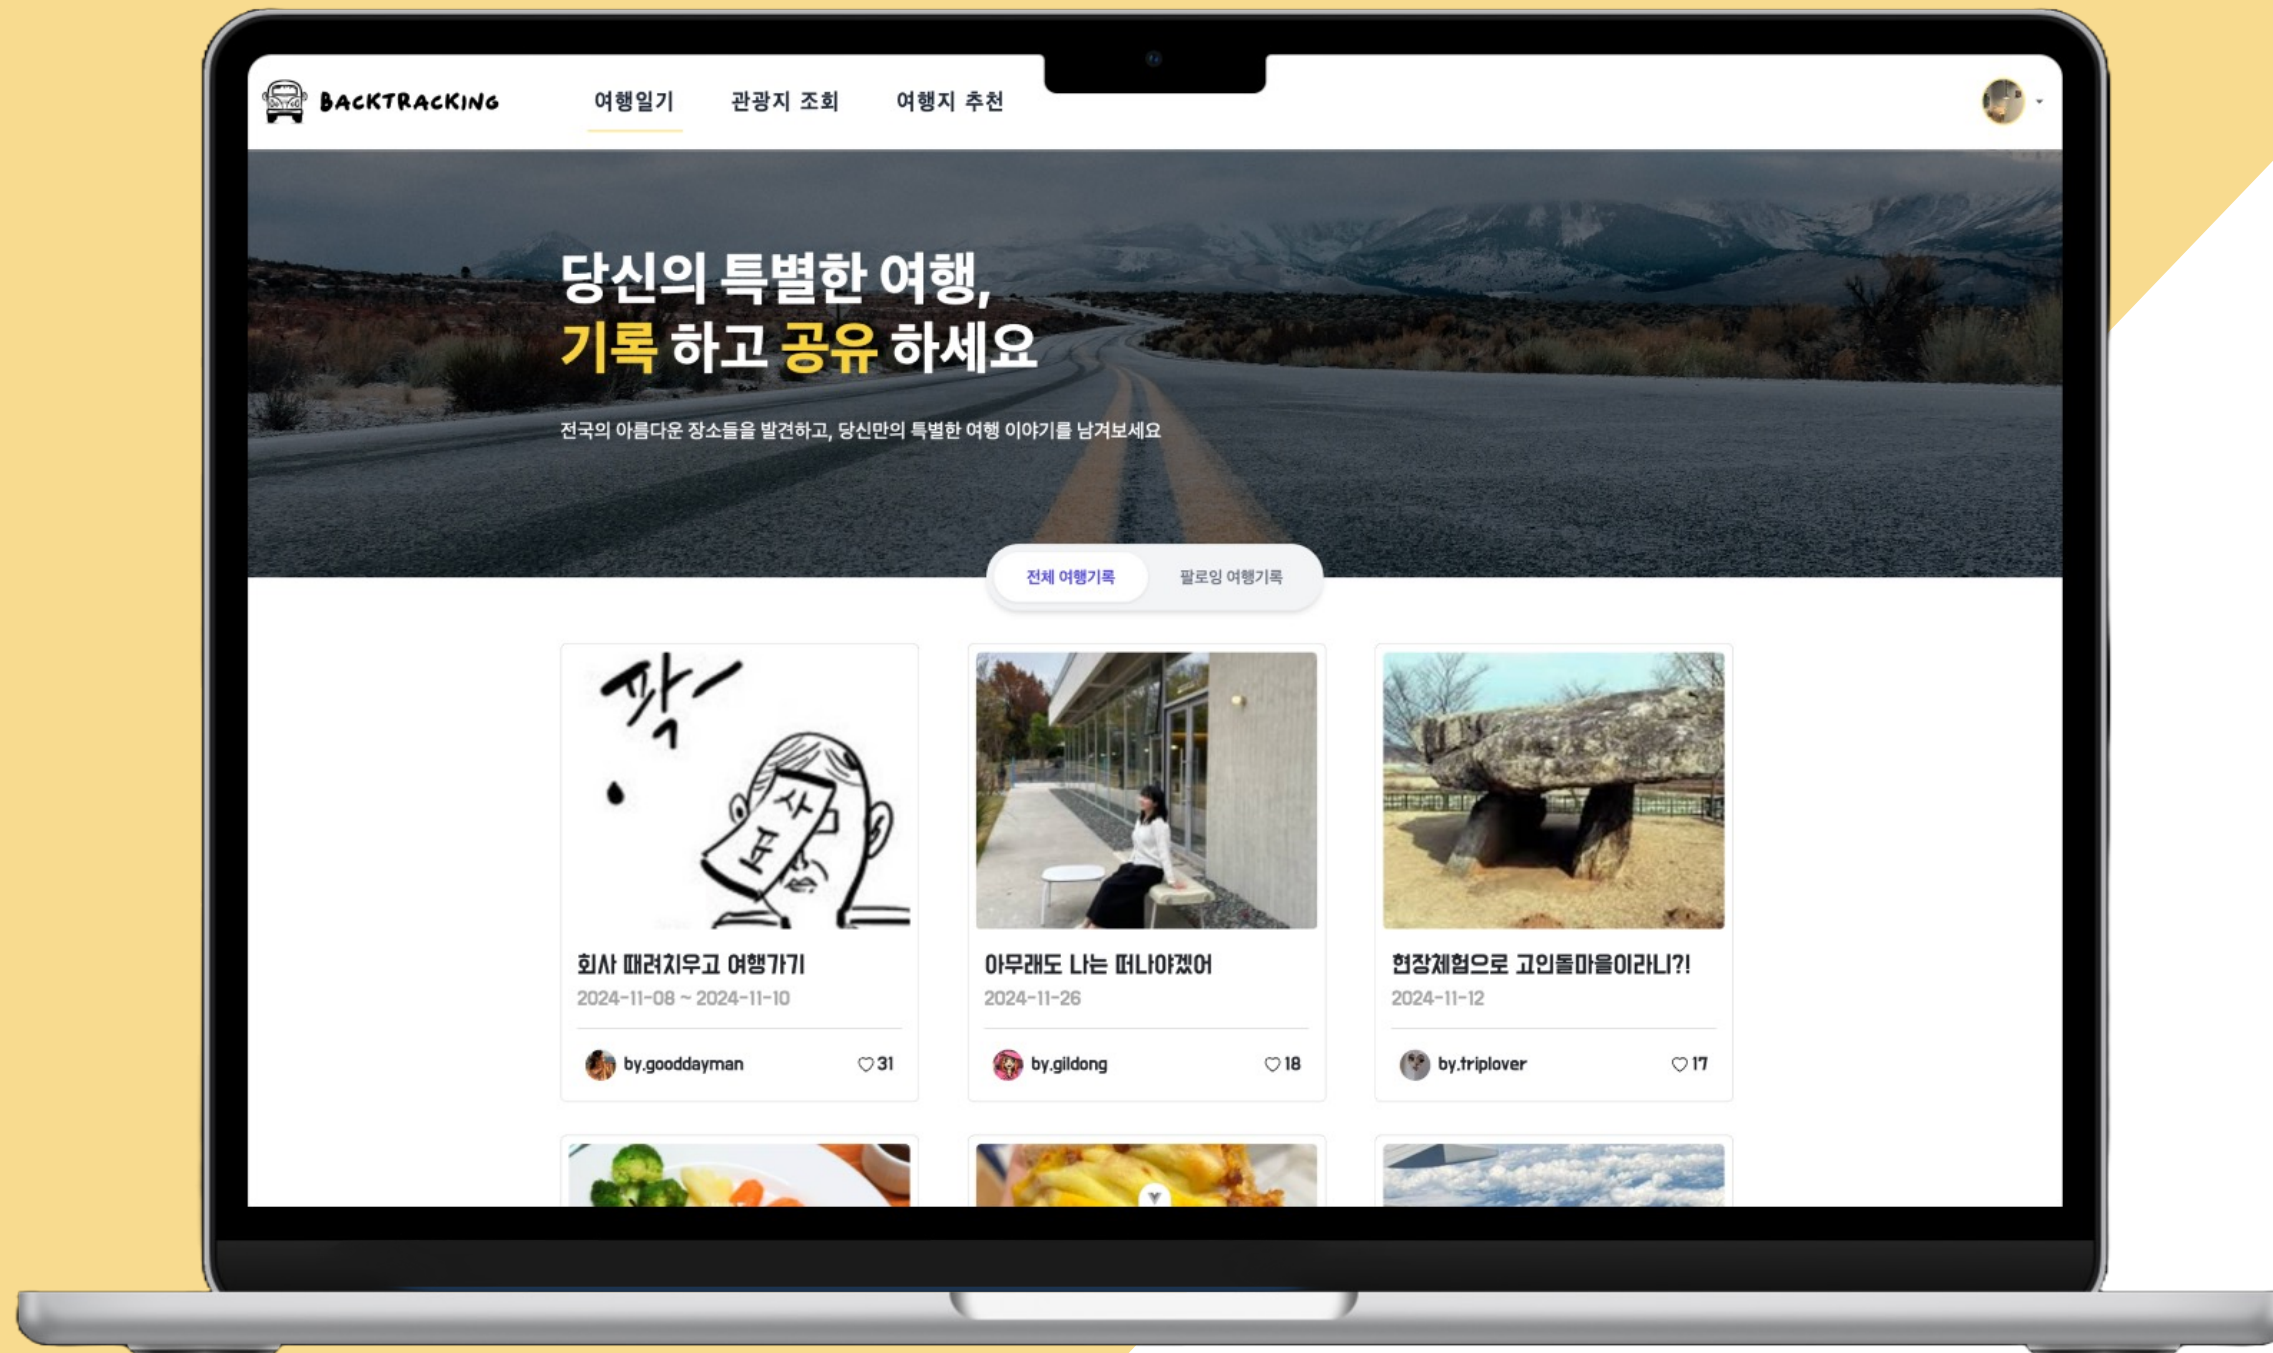 BACKTRACKING
여행일기 관광지 조회 여행지 추천
당신의 특별한 여행,
기록 하고 공유 하세요
전국의 아름다운 장소들을 발견하고, 당신만의 특별한 여행 이야기를 남겨보세요
전체 여행기록 팔로잉 여행기록
팍
사표
회사 때려치우고 여행가기
2024-11-08 ~ 2024-11-10
by.gooddayman 31
아무래도 나는 떠나야겠어
2024-11-26
by.gildong 18
현장체험으로 고인돌마을이라니?!
2024-11-12
by.triplover 17